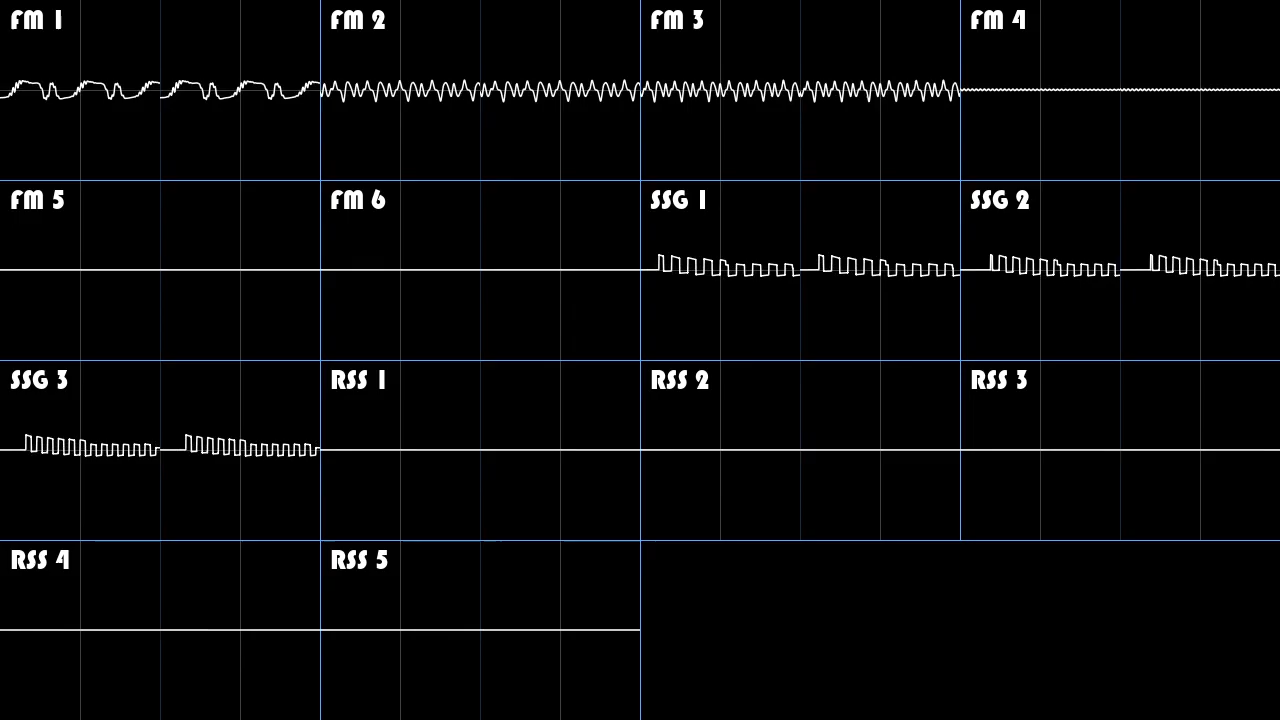 FM 1
FM 2
FM 3
FM 4
FM 5
FM 6
SSG 1
SSG 2
SSG 3
RSS 1
RSS 2
RSS 3
RSS 4
RSS 5